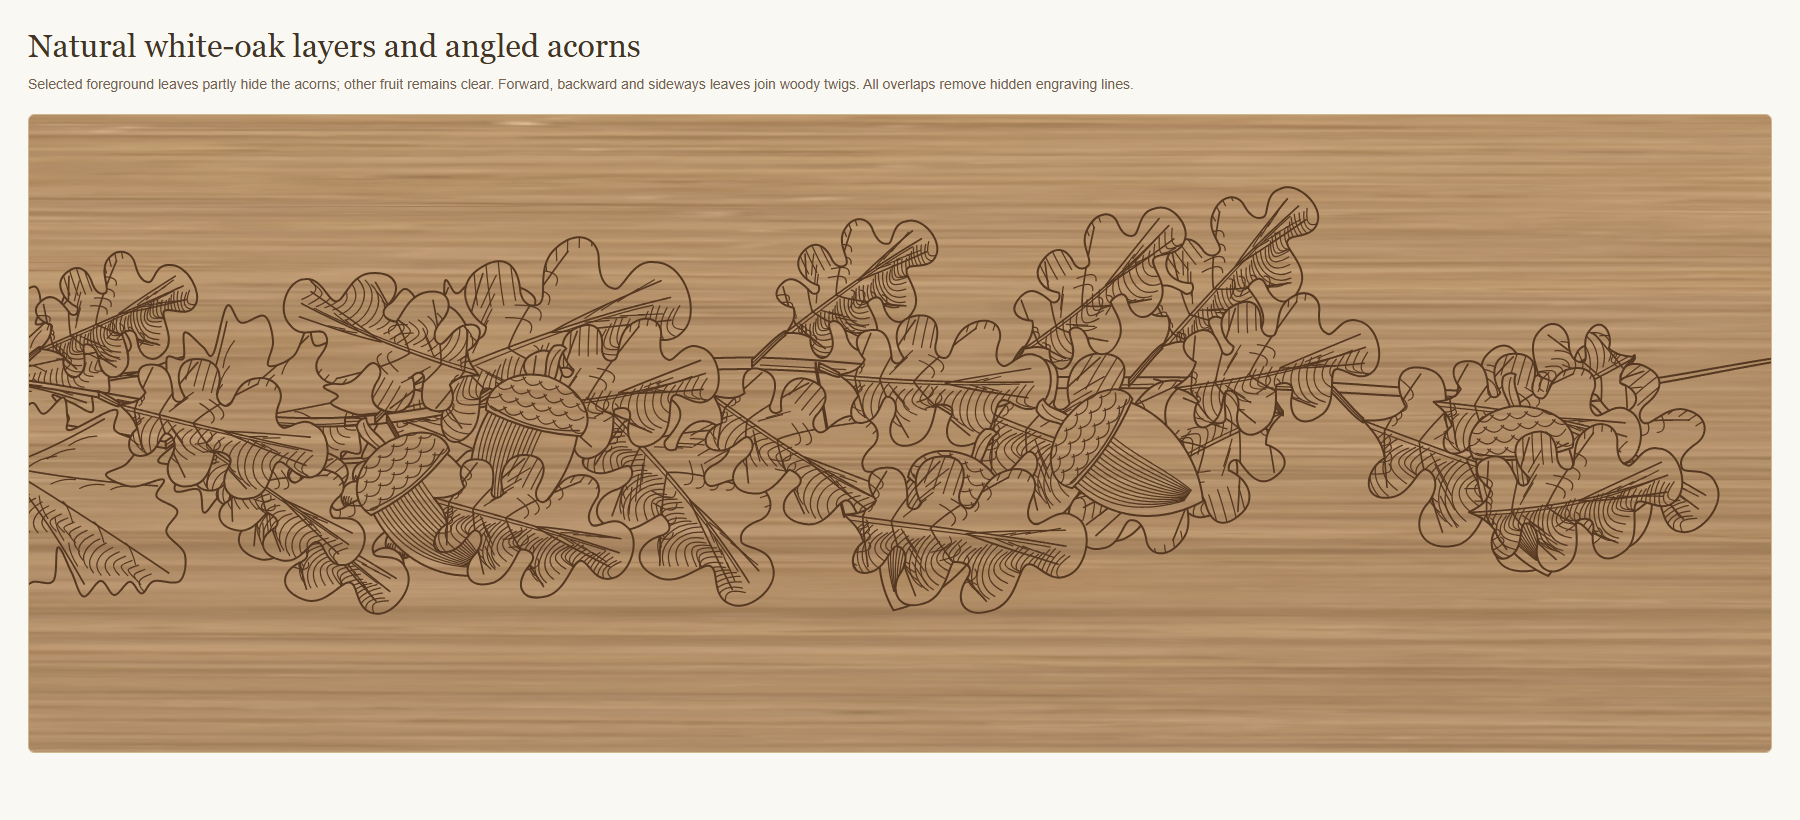 Natural white-oak layers and angled acorns
Selected foreground leaves partly hide the acorns; other fruit remains clear. Forward, backward and sideways leaves join woody twigs. All overlaps remove hidden engraving lines.